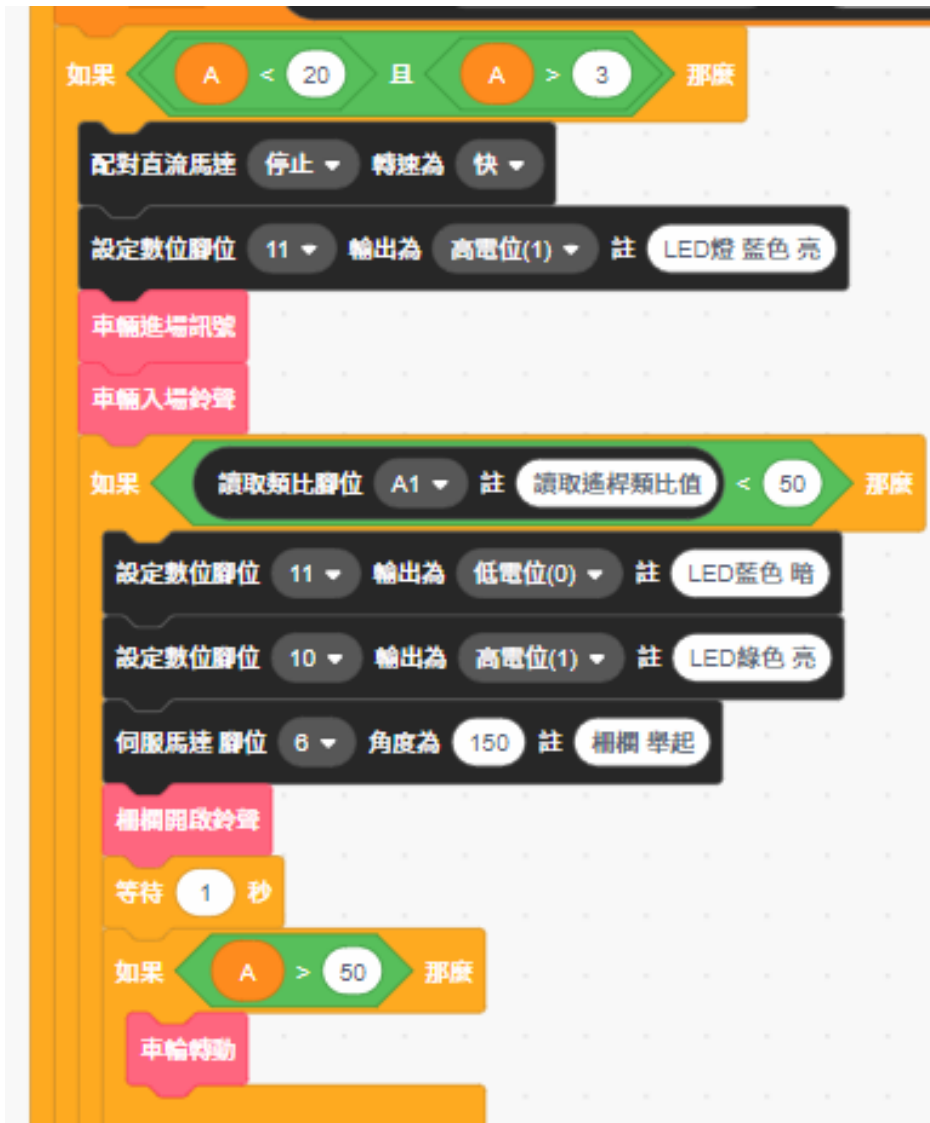 如果 A < 20 且 A > 3 那麼
配對直流馬達 停止 轉速為 快
設定數位腳位 11 輸出為 高電位(1) 註 LED燈 藍色 亮
車輛進場訊號
車輛入場鈴聲
如果 讀取類比腳位 A1 註 讀取遙桿類比值 < 50 那麼
設定數位腳位 11 輸出為 低電位(0) 註 LED藍色 暗
設定數位腳位 10 輸出為 高電位(1) 註 LED綠色 亮
伺服馬達 腳位 6 角度為 150 註 柵欄 舉起
柵欄開啟鈴聲
等待 1 秒
如果 A > 50 那麼
車輪轉動